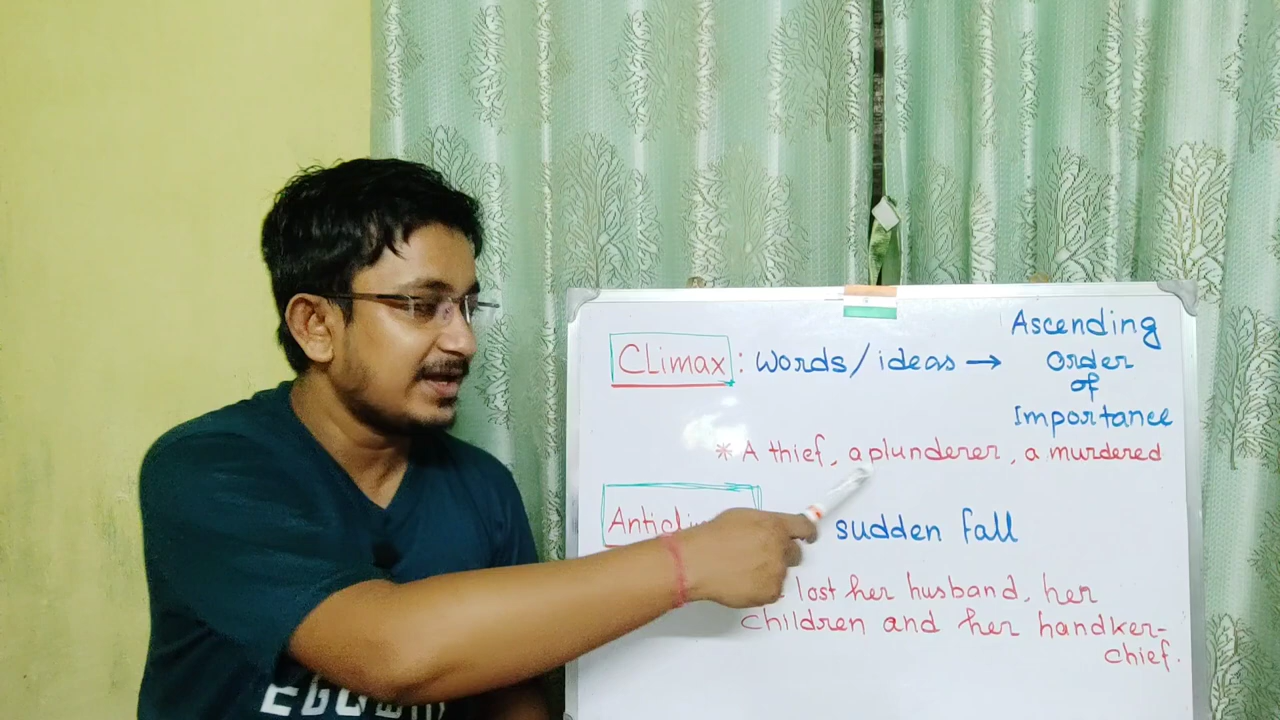 Ascending
Climax : words/ideas → Order
of
Importance
* A thief, a plunderer, a murdered
sudden fall
lost her husband, her
children and her handker-
chief.